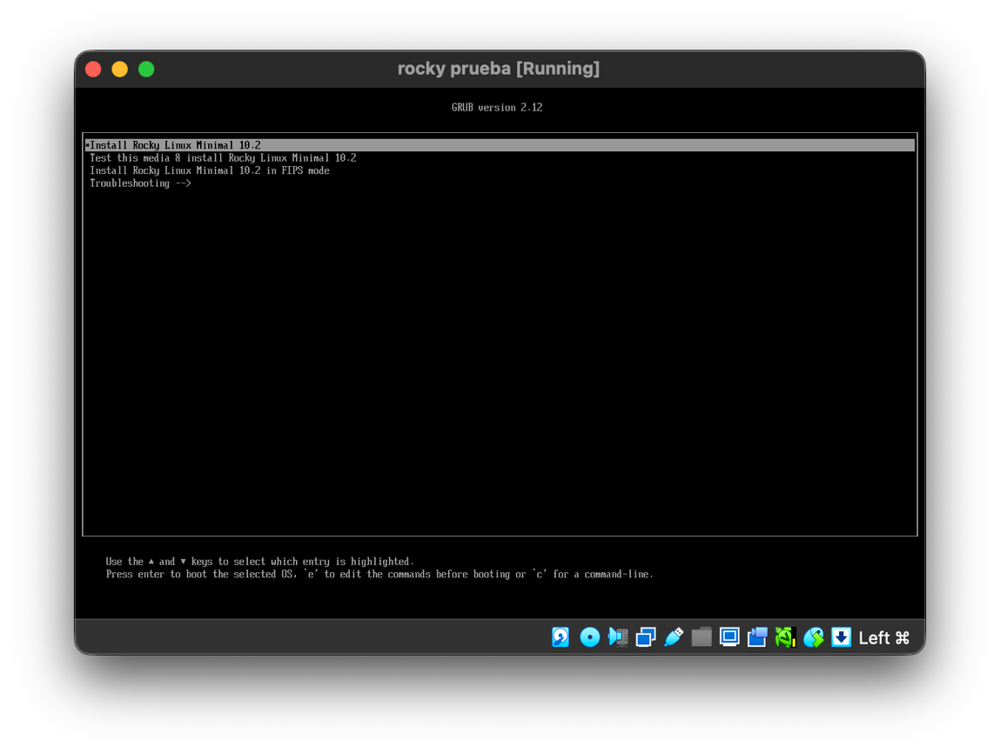 rocky prueba [Running]
GRUB version 2.12
*Install Rocky Linux Minimal 10.2
Test this media & install Rocky Linux Minimal 10.2
Install Rocky Linux Minimal 10.2 in FIPS mode
Troubleshooting -->
Use the ▲ and ▼ keys to select which entry is highlighted.
Press enter to boot the selected OS, `e' to edit the commands before booting or `c' for a command-line.
Left ⌘